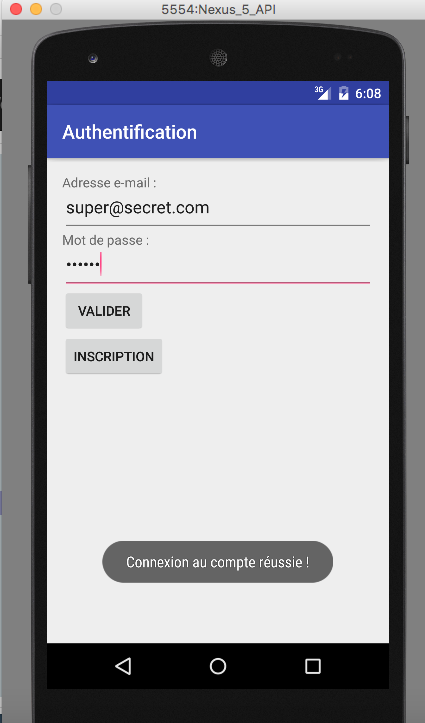 5554:Nexus_5_API
3G 6:08
Authentification
Adresse e-mail :
super@secret.com
Mot de passe :
••••••
VALIDER
INSCRIPTION
Connexion au compte réussie !